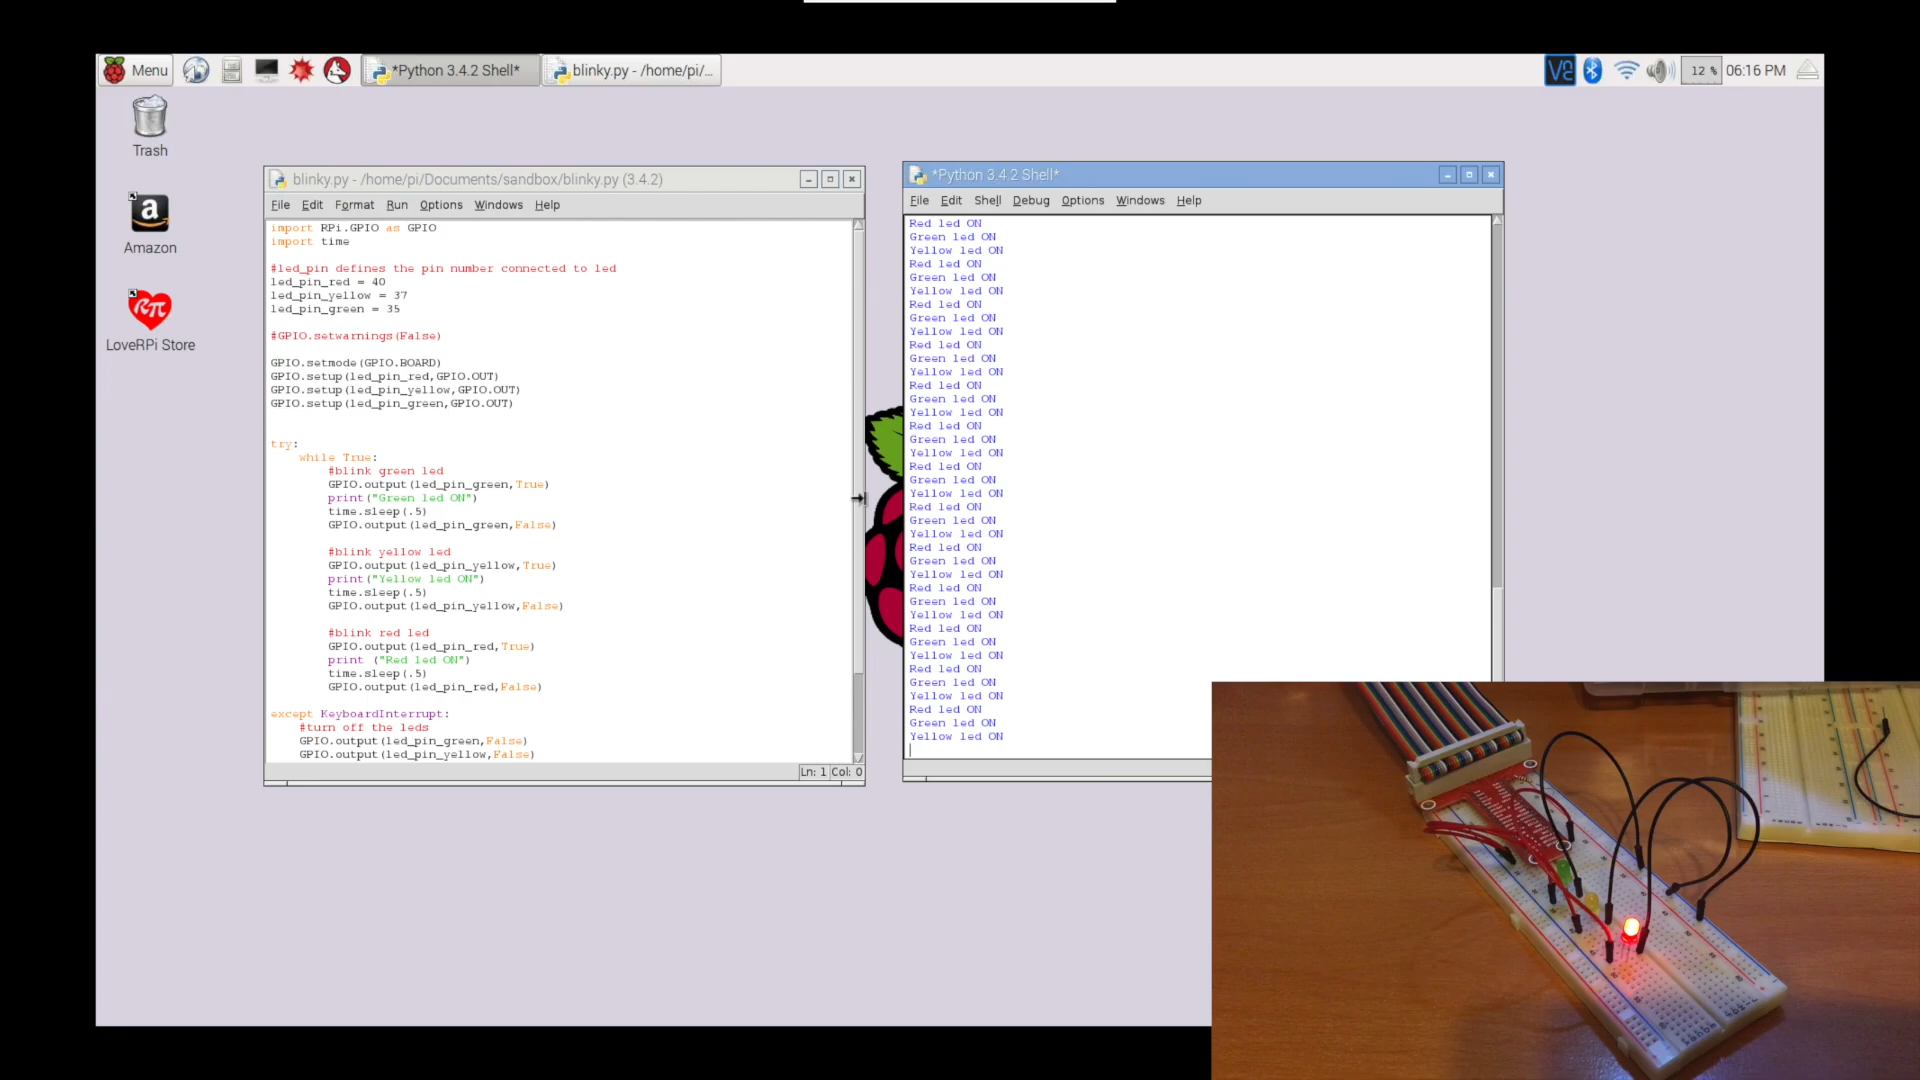 Menu
*Python 3.4.2 Shell*
blinky.py - /home/pi/...
V2
12 %
06:16 PM
Trash
Amazon
LoveRPi Store
blinky.py - /home/pi/Documents/sandbox/blinky.py (3.4.2)
File Edit Format Run Options Windows Help
import RPi.GPIO as GPIO
import time
#led_pin defines the pin number connected to led
led_pin_red = 40
led_pin_yellow = 37
led_pin_green = 35
#GPIO.setwarnings(False)
GPIO.setmode(GPIO.BOARD)
GPIO.setup(led_pin_red,GPIO.OUT)
GPIO.setup(led_pin_yellow,GPIO.OUT)
GPIO.setup(led_pin_green,GPIO.OUT)
try:
while True:
#blink green led
GPIO.output(led_pin_green,True)
print("Green led ON")
time.sleep(.5)
GPIO.output(led_pin_green,False)
#blink yellow led
GPIO.output(led_pin_yellow,True)
print("Yellow led ON")
time.sleep(.5)
GPIO.output(led_pin_yellow,False)
#blink red led
GPIO.output(led_pin_red,True)
print ("Red led ON")
time.sleep(.5)
GPIO.output(led_pin_red,False)
except KeyboardInterrupt:
#turn off the leds
GPIO.output(led_pin_green,False)
GPIO.output(led_pin_yellow,False)
Ln: 1 Col: 0
*Python 3.4.2 Shell*
File Edit Shell Debug Options Windows Help
Red led ON
Green led ON
Yellow led ON
Red led ON
Green led ON
Yellow led ON
Red led ON
Green led ON
Yellow led ON
Red led ON
Green led ON
Yellow led ON
Red led ON
Green led ON
Yellow led ON
Red led ON
Green led ON
Yellow led ON
Red led ON
Green led ON
Yellow led ON
Red led ON
Green led ON
Yellow led ON
Red led ON
Green led ON
Yellow led ON
Red led ON
Green led ON
Yellow led ON
Red led ON
Green led ON
Yellow led ON
Red led ON
Green led ON
Yellow led ON
Red led ON
Green led ON
Yellow led ON